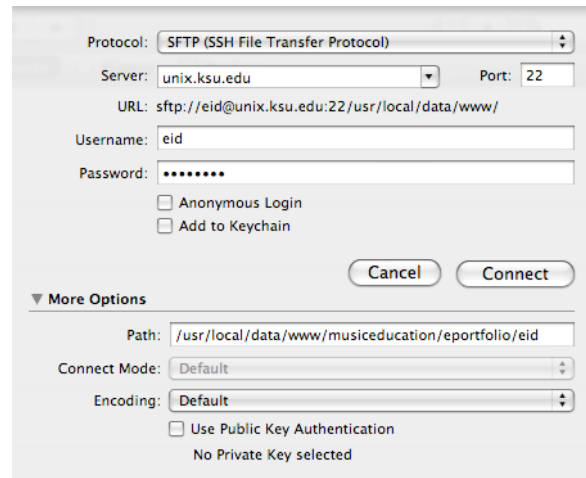 Protocol: SFTP (SSH File Transfer Protocol)
Server: unix.ksu.edu Port: 22
URL: sftp://eid@unix.ksu.edu:22/usr/local/data/www/
Username: eid
Password: ••••••••
Anonymous Login
Add to Keychain
Cancel Connect
More Options
Path: /usr/local/data/www/musiceducation/eportfolio/eid
Connect Mode: Default
Encoding: Default
Use Public Key Authentication
No Private Key selected